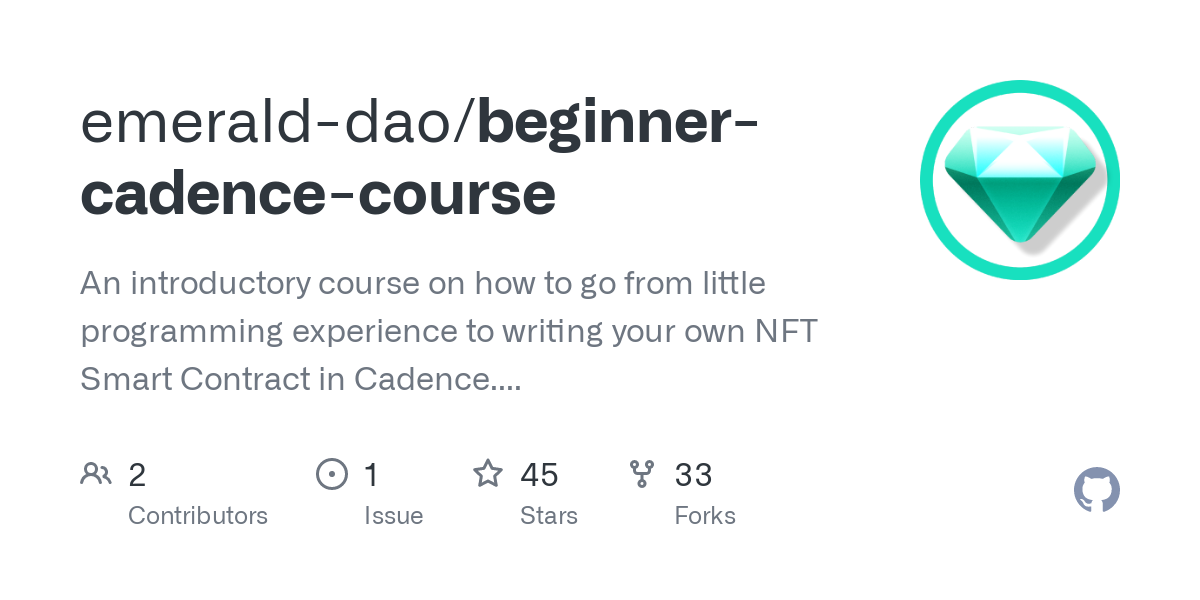 emerald-dao/beginner-
cadence-course
An introductory course on how to go from little
programming experience to writing your own NFT
Smart Contract in Cadence....
2 1 45 33
Contributors Issue Stars Forks